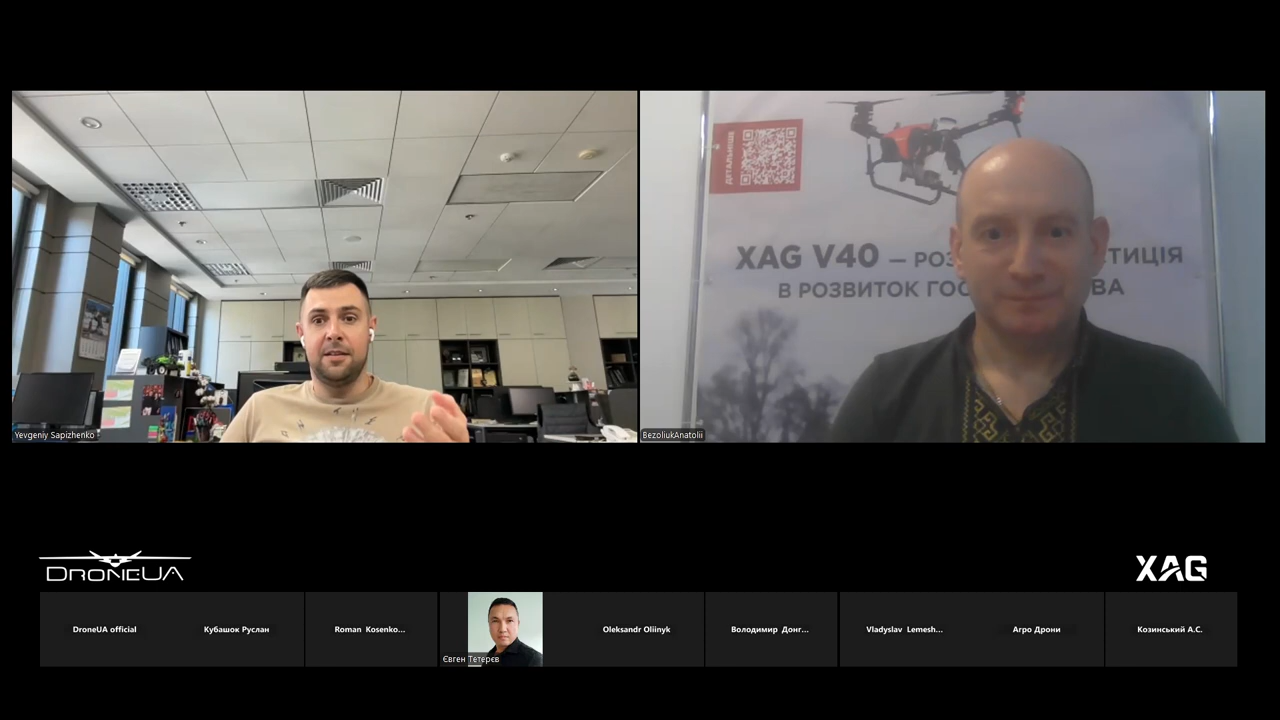 ДЕТАЛЬНІШЕ
XAG V40 — РОЗ ТИЦІЯ
В РОЗВИТОК ГОС ВА
Yevgeniy Sapizhenko
BezoliukAnatolii
DRONEUA
XAG
DroneUA official
Кубашок Руслан
Roman Kosenko...
Євген Тетерєв
Oleksandr Oliinyk
Володимир Донг...
Vladyslav Lemesh...
Агро Дрони
Козинський А.С.